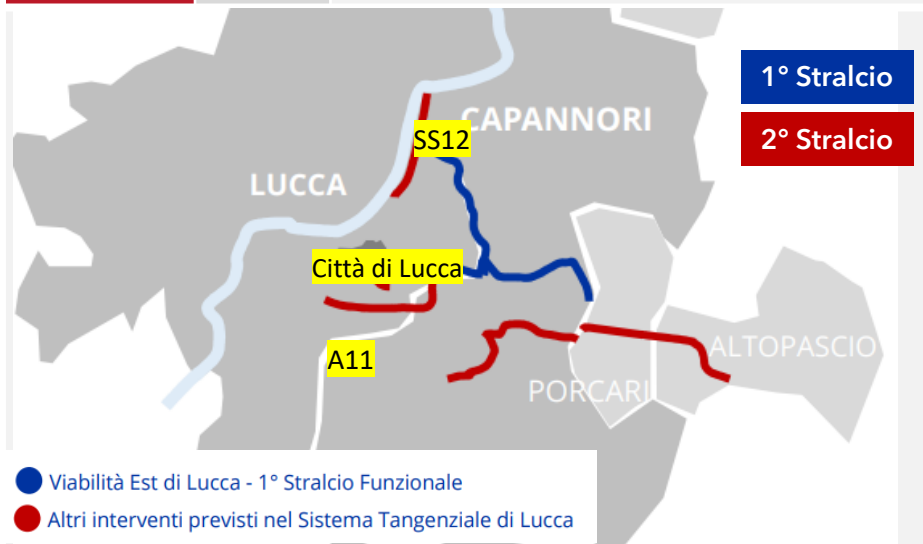 1° Stralcio
2° Stralcio
CAPANNORI
SS12
LUCCA
Città di Lucca
A11
ALTOPASCIO
PORCARI
Viabilità Est di Lucca - 1° Stralcio Funzionale
Altri interventi previsti nel Sistema Tangenziale di Lucca